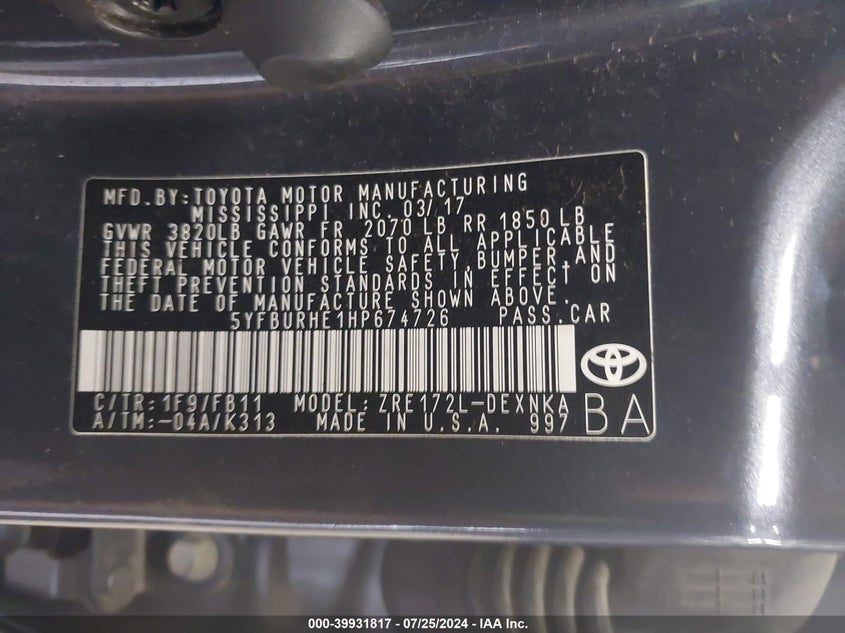 MFD.BY:TOYOTA MOTOR MANUFACTURING
MISSISSIPPI INC. 03/17
GVWR 3820LB GAWR FR 2070 LB RR 1850LB
THIS VEHICLE CONFORMS TO ALL APPLICABLE
FEDERAL MOTOR VEHICLE SAFETY,BUMPER,AND
THEFT PREVENTION STANDARDS IN EFFECT ON
THE DATE OF MANUFACTURE SHOWN ABOVE.
5YFBURHE1HP674726 PASS.CAR
C/TR:1F9/FB11 MODEL:ZRE172L-DEXNKA
A/TM:-04A/K313 MADE IN U.S.A. 997
BA
000-39931817 - 07/25/2024 - IAA Inc.